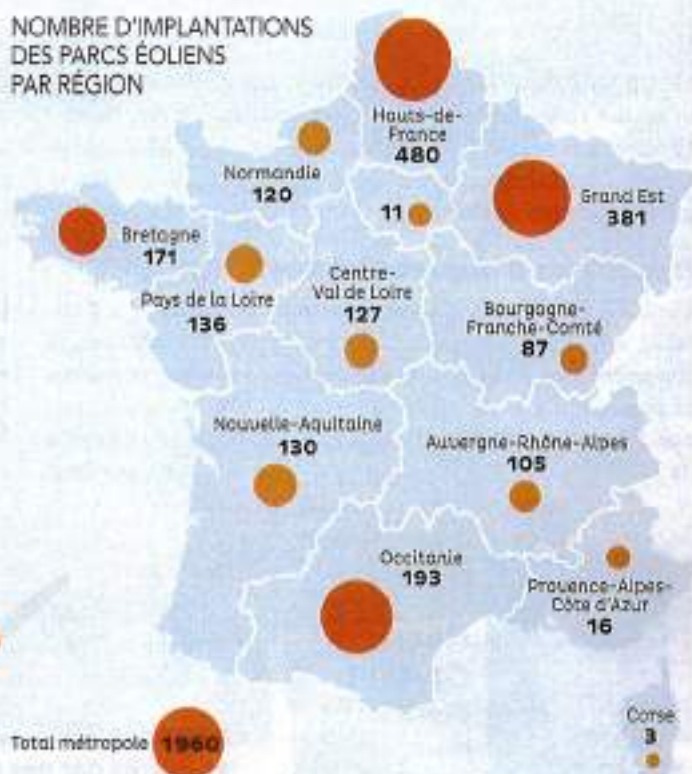 NOMBRE D'IMPLANTATIONS
DES PARCS ÉOLIENS
PAR RÉGION
Hauts-de-
France
480
Normandie
120
11
Grand Est
381
Bretagne
171
Pays de la Loire
136
Centre-
Val de Loire
127
Bourgogne-
Franche-Comté
87
Nouvelle-Aquitaine
130
Auvergne-Rhône-Alpes
105
Occitanie
193
Provence-Alpes-
Côte d'Azur
16
Corse
3
Total métropole 1960